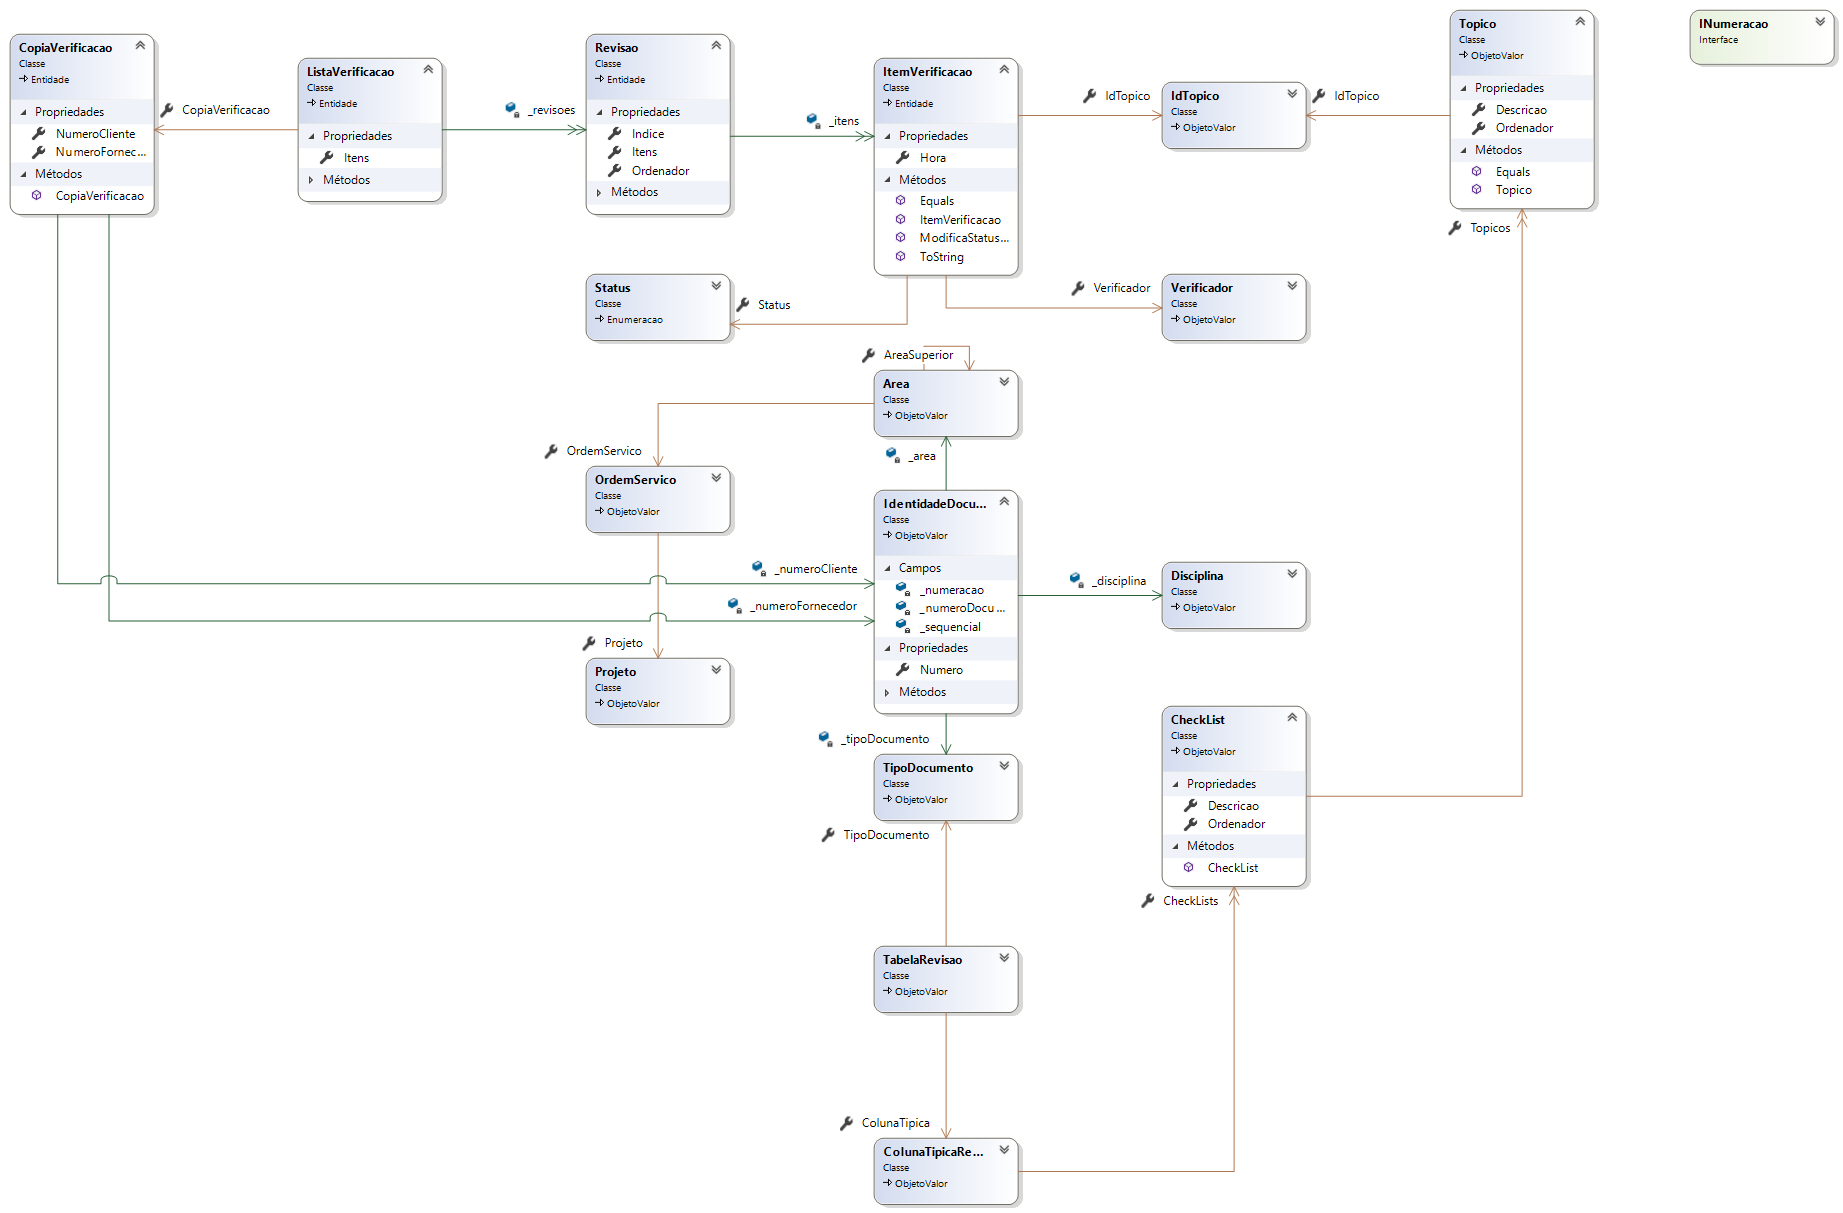 CopiaVerificacao
Classe
Entidade
Propriedades
NumeroCliente
NumeroFornec...
Métodos
CopiaVerificacao
CopiaVerificacao
ListaVerificacao
Classe
Entidade
Propriedades
Itens
Métodos
_revisoes
Revisao
Classe
Entidade
Propriedades
Indice
Itens
Ordenador
Métodos
_itens
ItemVerificacao
Classe
Entidade
Propriedades
Hora
Métodos
Equals
ItemVerificacao
ModificaStatus...
ToString
IdTopico
IdTopico
Classe
ObjetoValor
IdTopico
Topico
Classe
ObjetoValor
Propriedades
Descricao
Ordenador
Métodos
Equals
Topico
Topicos
INumeracao
Interface
Status
Classe
Enumeracao
Status
Verificador
Verificador
Classe
ObjetoValor
AreaSuperior
Area
Classe
ObjetoValor
_area
OrdemServico
OrdemServico
Classe
ObjetoValor
IdentidadeDocu...
Classe
ObjetoValor
Campos
_numeracao
_numeroDocu...
_sequencial
Propriedades
Numero
Métodos
_numeroCliente
_numeroFornecedor
_disciplina
Disciplina
Classe
ObjetoValor
Projeto
Projeto
Classe
ObjetoValor
_tipoDocumento
TipoDocumento
Classe
ObjetoValor
TipoDocumento
CheckList
Classe
ObjetoValor
Propriedades
Descricao
Ordenador
Métodos
CheckList
CheckLists
TabelaRevisao
Classe
ObjetoValor
ColunaTipica
ColunaTipicaRe...
Classe
ObjetoValor